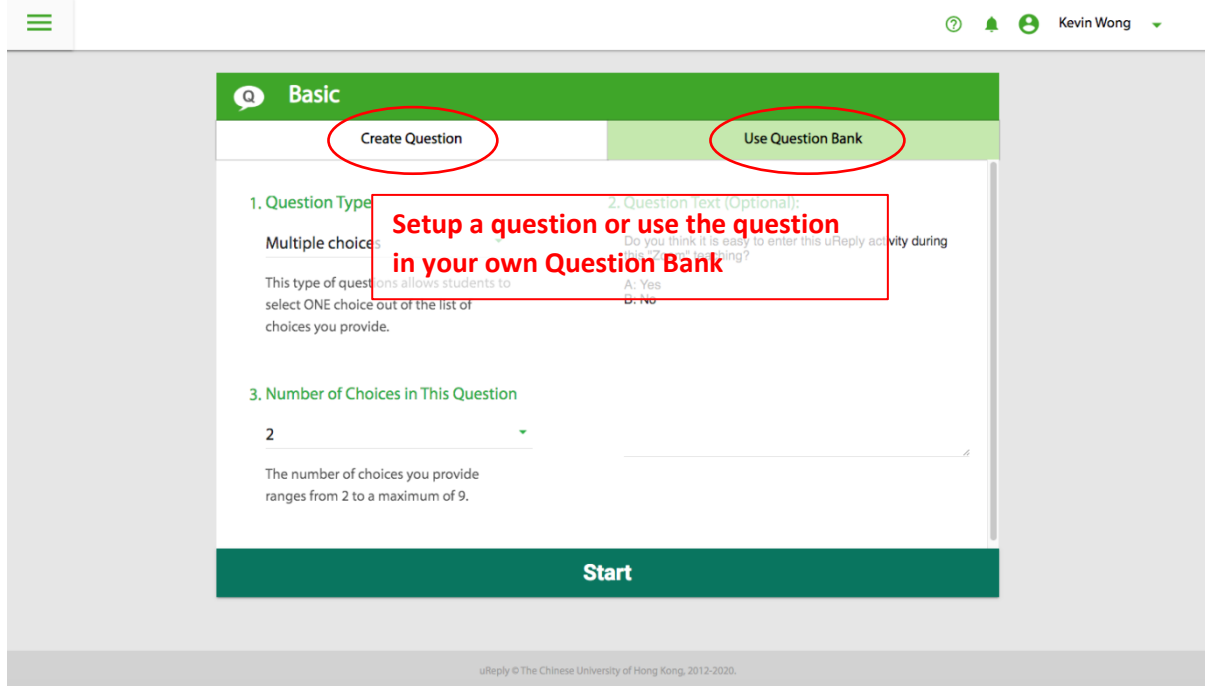 Kevin Wong
Q Basic
Create Question
Use Question Bank
1. Question Type
Multiple choices
This type of questions allows students to
select ONE choice out of the list of
choices you provide.
2. Question Text (Optional):
Do you think it is easy to enter this uReply activity during
this "Zoom" teaching?
A: Yes
B: No
Setup a question or use the question
in your own Question Bank
3. Number of Choices in This Question
2
The number of choices you provide
ranges from 2 to a maximum of 9.
Start
uReply © The Chinese University of Hong Kong, 2012-2020.